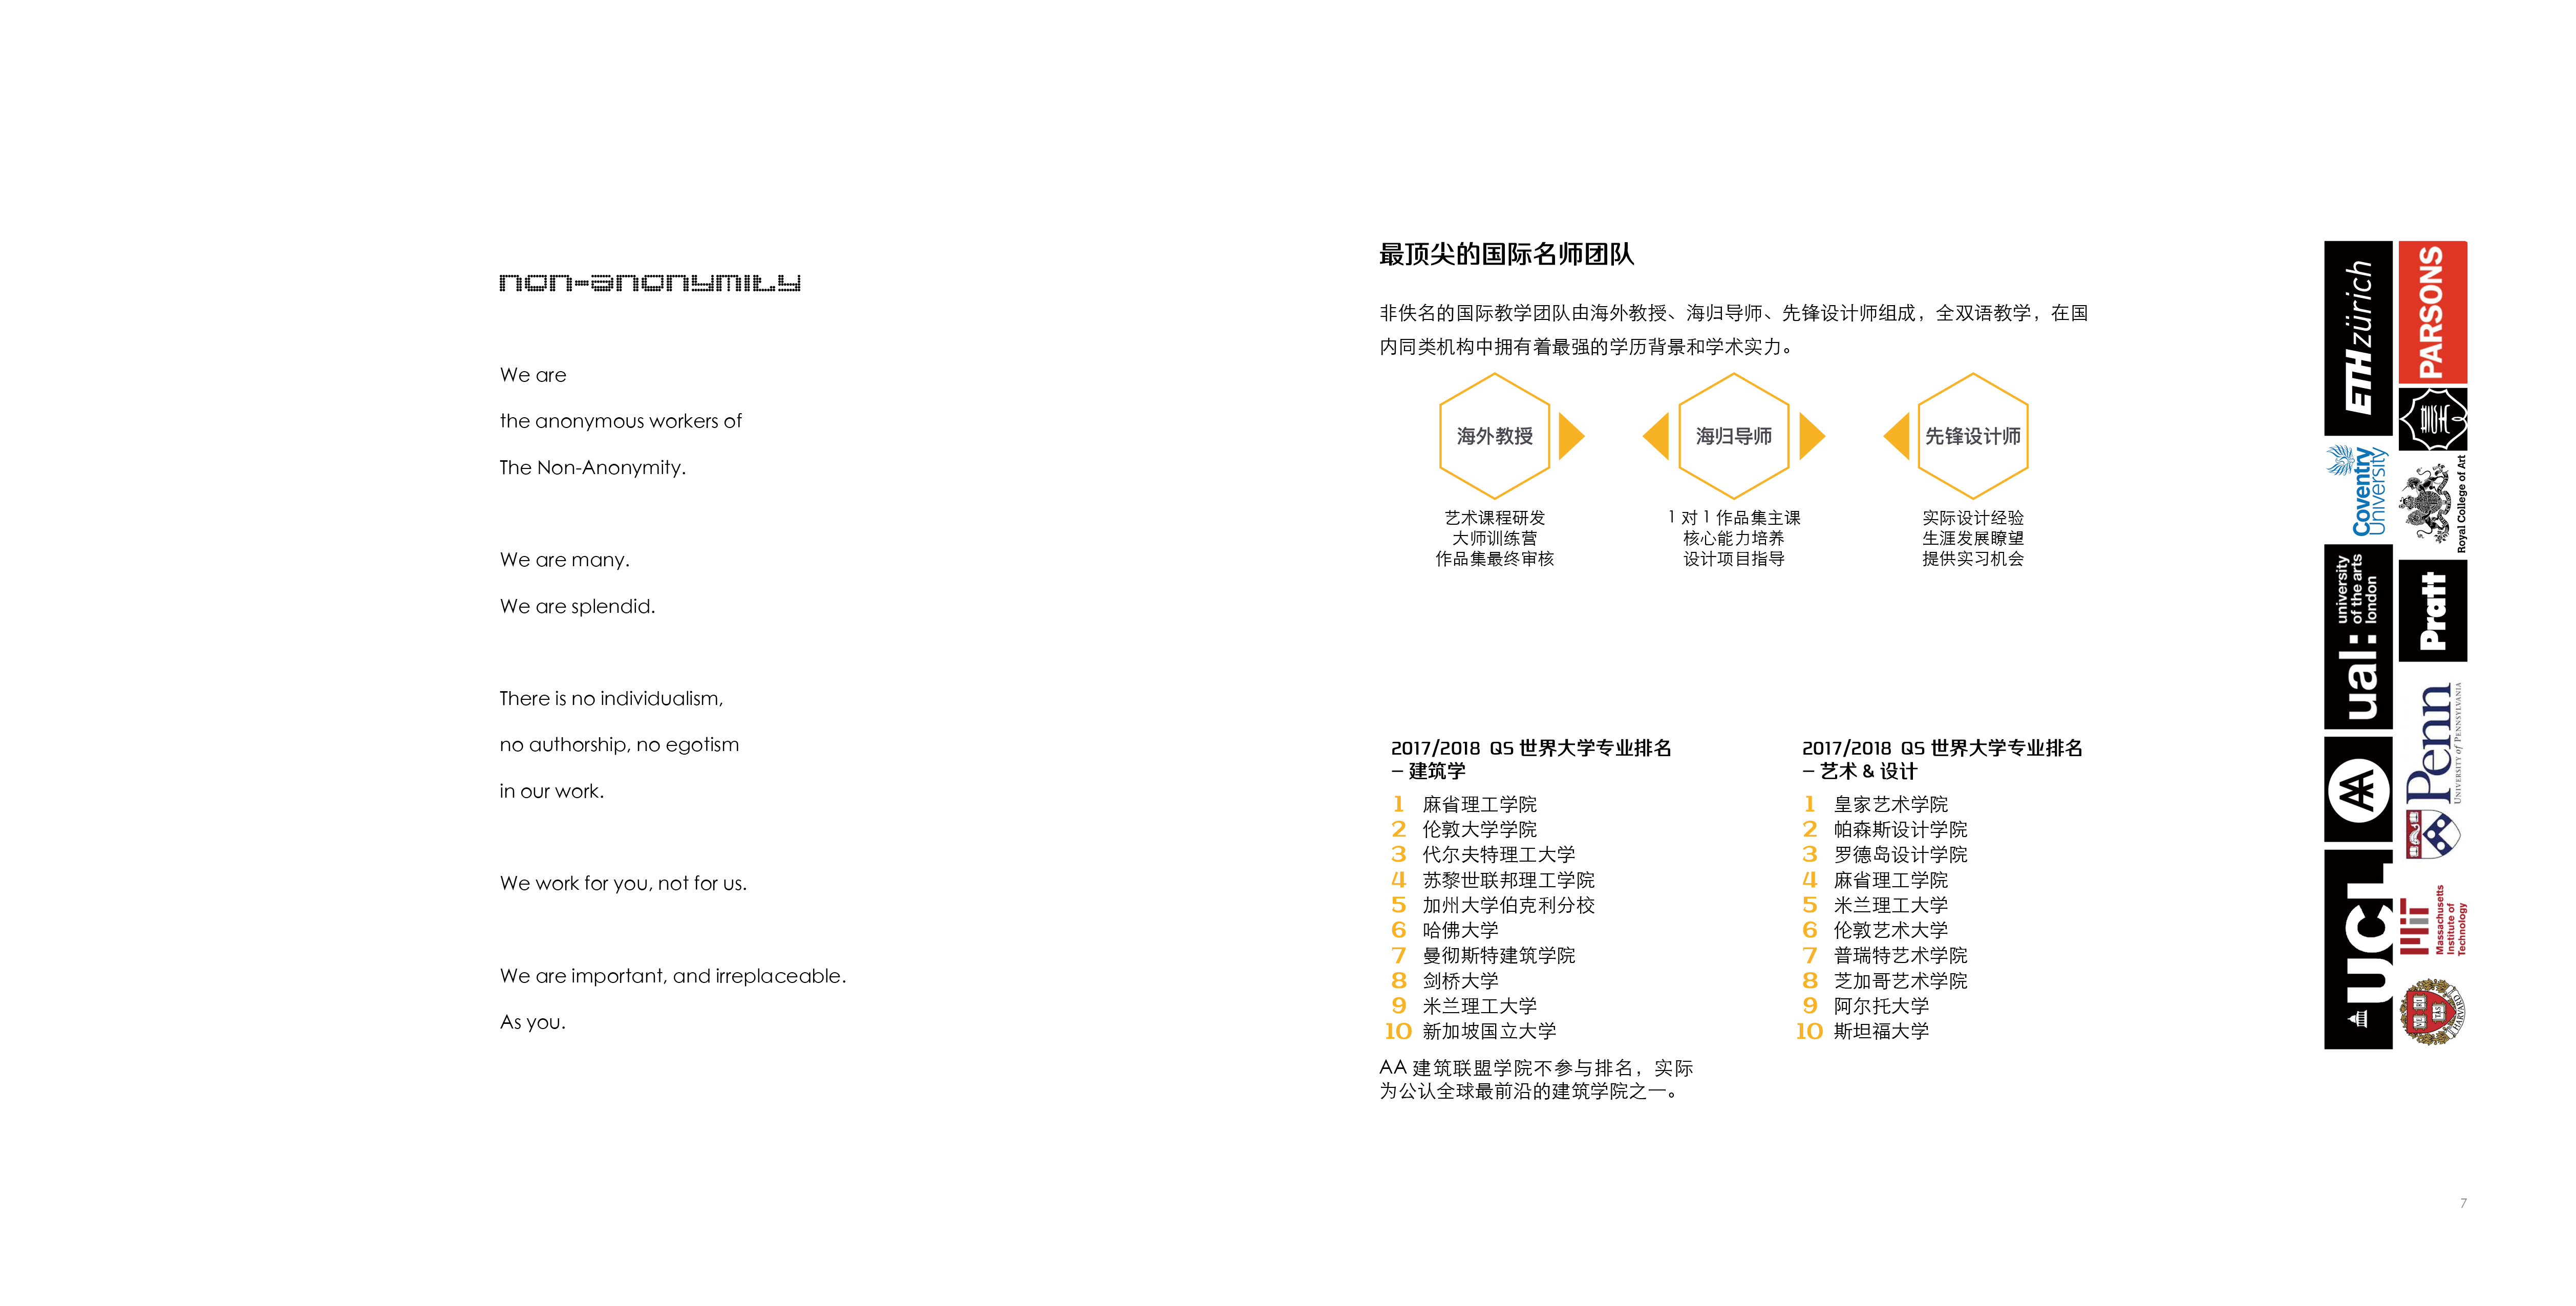 non-anonymity
We are
the anonymous workers of
The Non-Anonymity.
We are many.
We are splendid.
There is no individualism,
no authorship, no egotism
in our work.
We work for you, not for us.
We are important, and irreplaceable.
As you.
最顶尖的国际名师团队
非佚名的国际教学团队由海外教授、海归导师、先锋设计师组成，全双语教学，在国
内同类机构中拥有着最强的学历背景和学术实力。
海外教授
艺术课程研发
大师训练营
作品集最终审核
海归导师
1 对 1 作品集主课
核心能力培养
设计项目指导
先锋设计师
实际设计经验
生涯发展瞭望
提供实习机会
2017/2018 QS 世界大学专业排名
– 建筑学
1 麻省理工学院
2 伦敦大学学院
3 代尔夫特理工大学
4 苏黎世联邦理工学院
5 加州大学伯克利分校
6 哈佛大学
7 曼彻斯特建筑学院
8 剑桥大学
9 米兰理工大学
10 新加坡国立大学
AA 建筑联盟学院不参与排名，实际
为公认全球最前沿的建筑学院之一。
2017/2018 QS 世界大学专业排名
– 艺术 & 设计
1 皇家艺术学院
2 帕森斯设计学院
3 罗德岛设计学院
4 麻省理工学院
5 米兰理工大学
6 伦敦艺术大学
7 普瑞特艺术学院
8 芝加哥艺术学院
9 阿尔托大学
10 斯坦福大学
ETH zürich
Coventry
University
ual:
university
of the arts
london
AA
UCL
PARSONS
Royal College of Art
Pratt
Penn
UNIVERSITY of PENNSYLVANIA
MIT
Massachusetts
Institute of
Technology
HARVARD
7